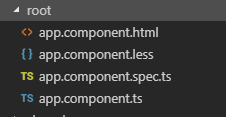 root
<> app.component.html
{} app.component.less
TS app.component.spec.ts
TS app.component.ts